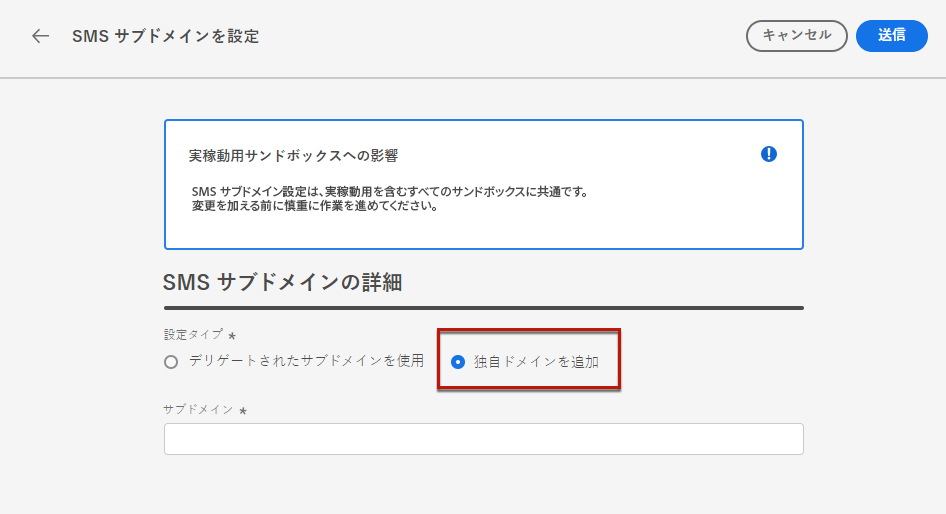 SMS サブドメインを設定
キャンセル
送信
実稼動用サンドボックスへの影響
SMS サブドメイン設定は、実稼動用を含むすべてのサンドボックスに共通です。
変更を加える前に慎重に作業を進めてください。
SMS サブドメインの詳細
設定タイプ *
デリゲートされたサブドメインを使用
独自ドメインを追加
サブドメイン *